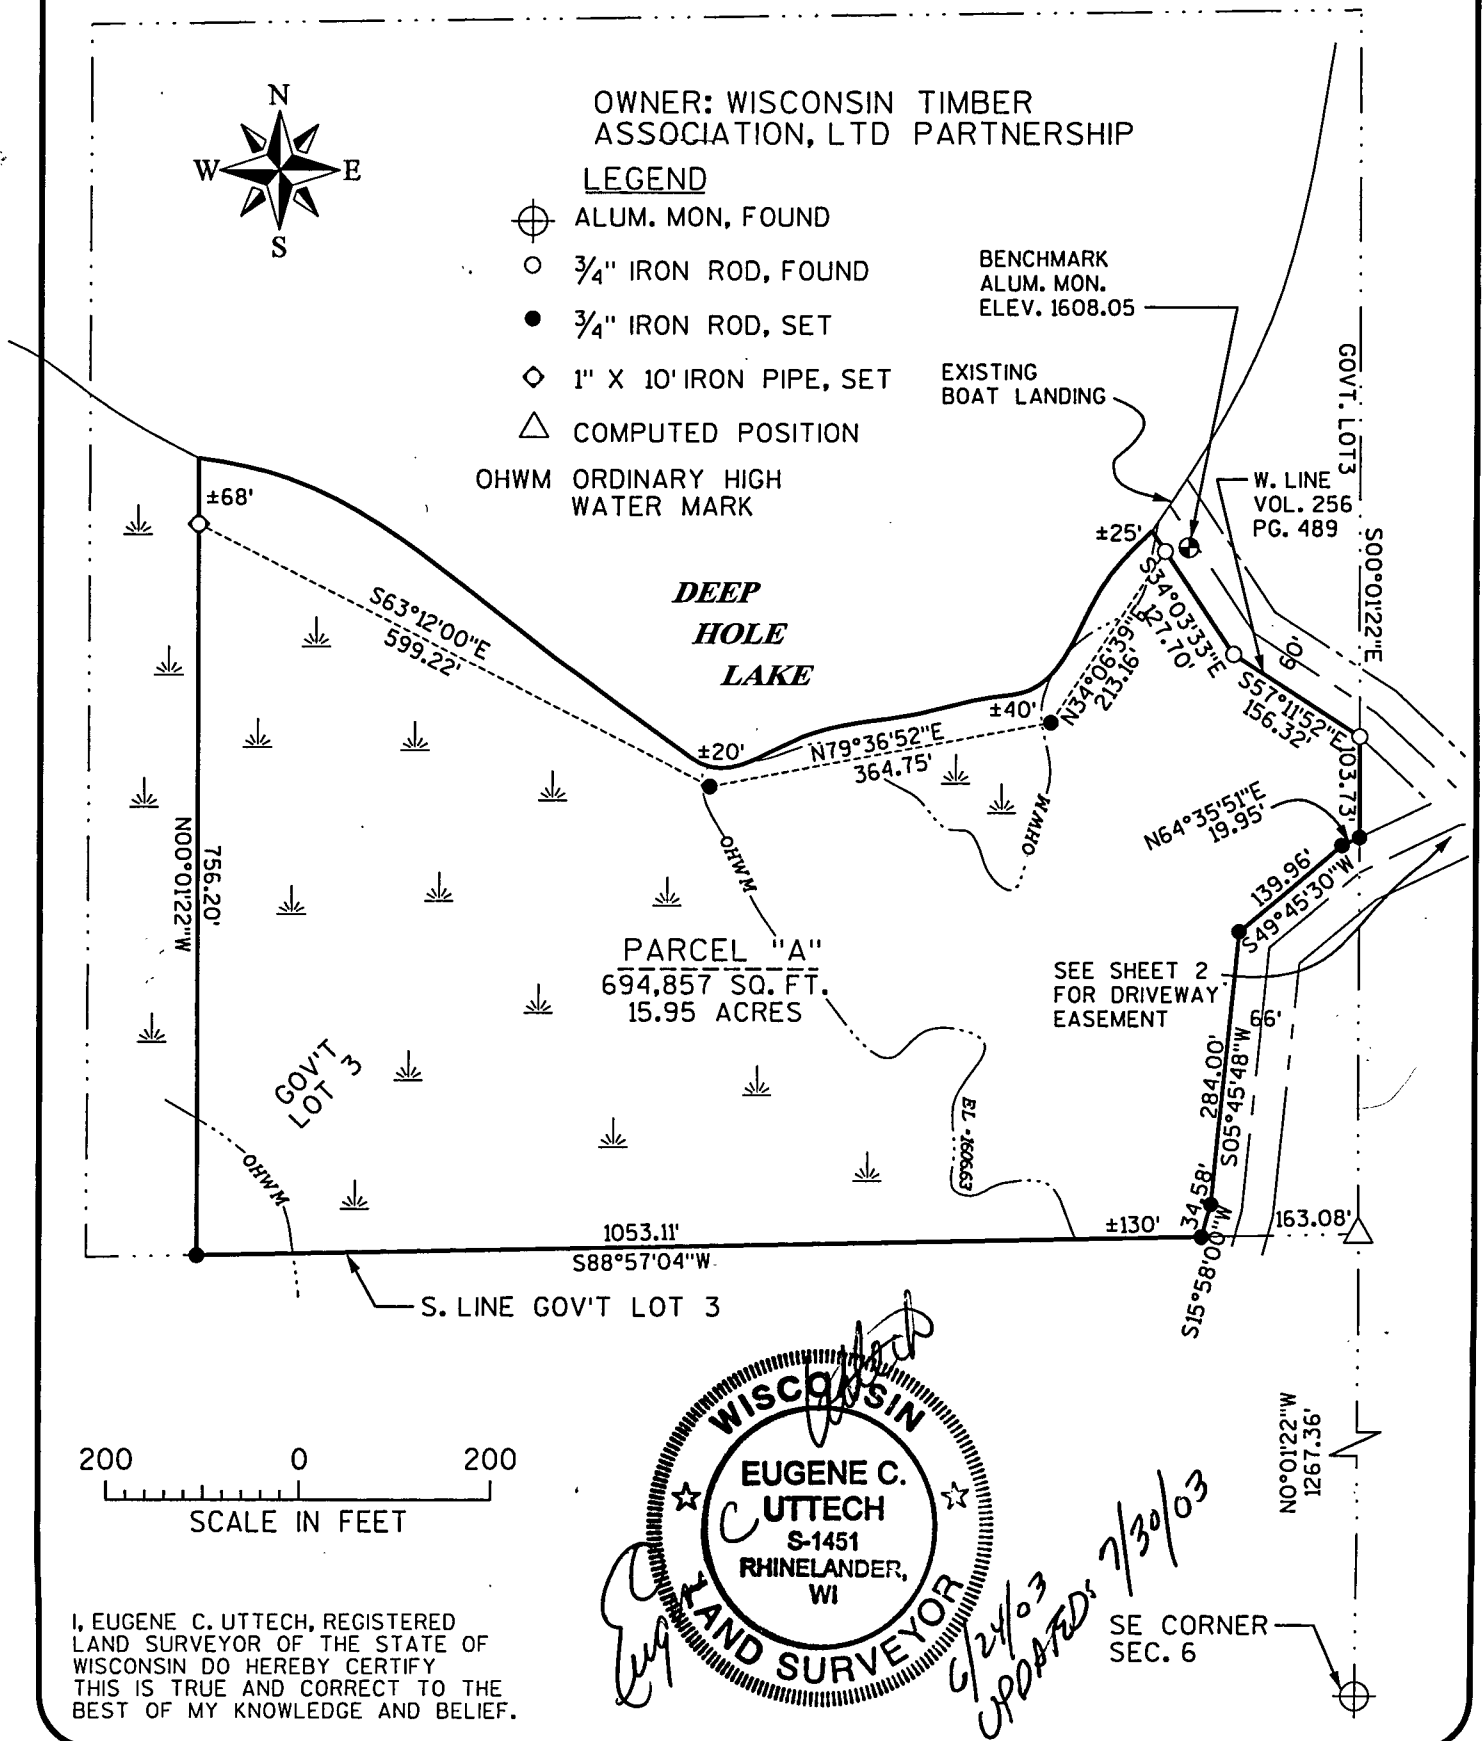 N
W E
S
OWNER: WISCONSIN TIMBER
ASSOCIATION, LTD PARTNERSHIP
LEGEND
ALUM. MON, FOUND
3/4" IRON ROD, FOUND
3/4" IRON ROD, SET
1" X 10' IRON PIPE, SET
COMPUTED POSITION
OHWM ORDINARY HIGH
WATER MARK
BENCHMARK
ALUM. MON.
ELEV. 1608.05
EXISTING
BOAT LANDING
GOVT. LOT3
W. LINE
VOL. 256
PG. 489
S00°01'22"E
±68'
±25'
S63°12'00"E
599.22'
DEEP
HOLE
LAKE
S34°03'33"E
127.70'
N34°06'39"E
213.16'
60'
S57°11'52"E
156.32'
±40'
±20'
N79°36'52"E
364.75'
103.73'
N64°35'51"E
19.95'
OHWM
OHWM
N00°01'22"W
756.20'
139.96'
S49°45'30"W
PARCEL "A"
694,857 SQ. FT.
15.95 ACRES
SEE SHEET 2
FOR DRIVEWAY
EASEMENT
66'
GOV'T
LOT 3
284.00'
S05°45'48"W
EL = 1606.63
OHWM
34.58'
S15°58'00"W
1053.11'
S88°57'04"W
±130'
163.08'
S. LINE GOV'T LOT 3
200 0 200
SCALE IN FEET
WISCONSIN
EUGENE C.
UTTECH
S-1451
RHINELANDER,
WI
LAND SURVEYOR
6/24/03
UPDATED: 7/30/03
N0°01'22"W
1267.36'
SE CORNER
SEC. 6
I, EUGENE C. UTTECH, REGISTERED
LAND SURVEYOR OF THE STATE OF
WISCONSIN DO HEREBY CERTIFY
THIS IS TRUE AND CORRECT TO THE
BEST OF MY KNOWLEDGE AND BELIEF.